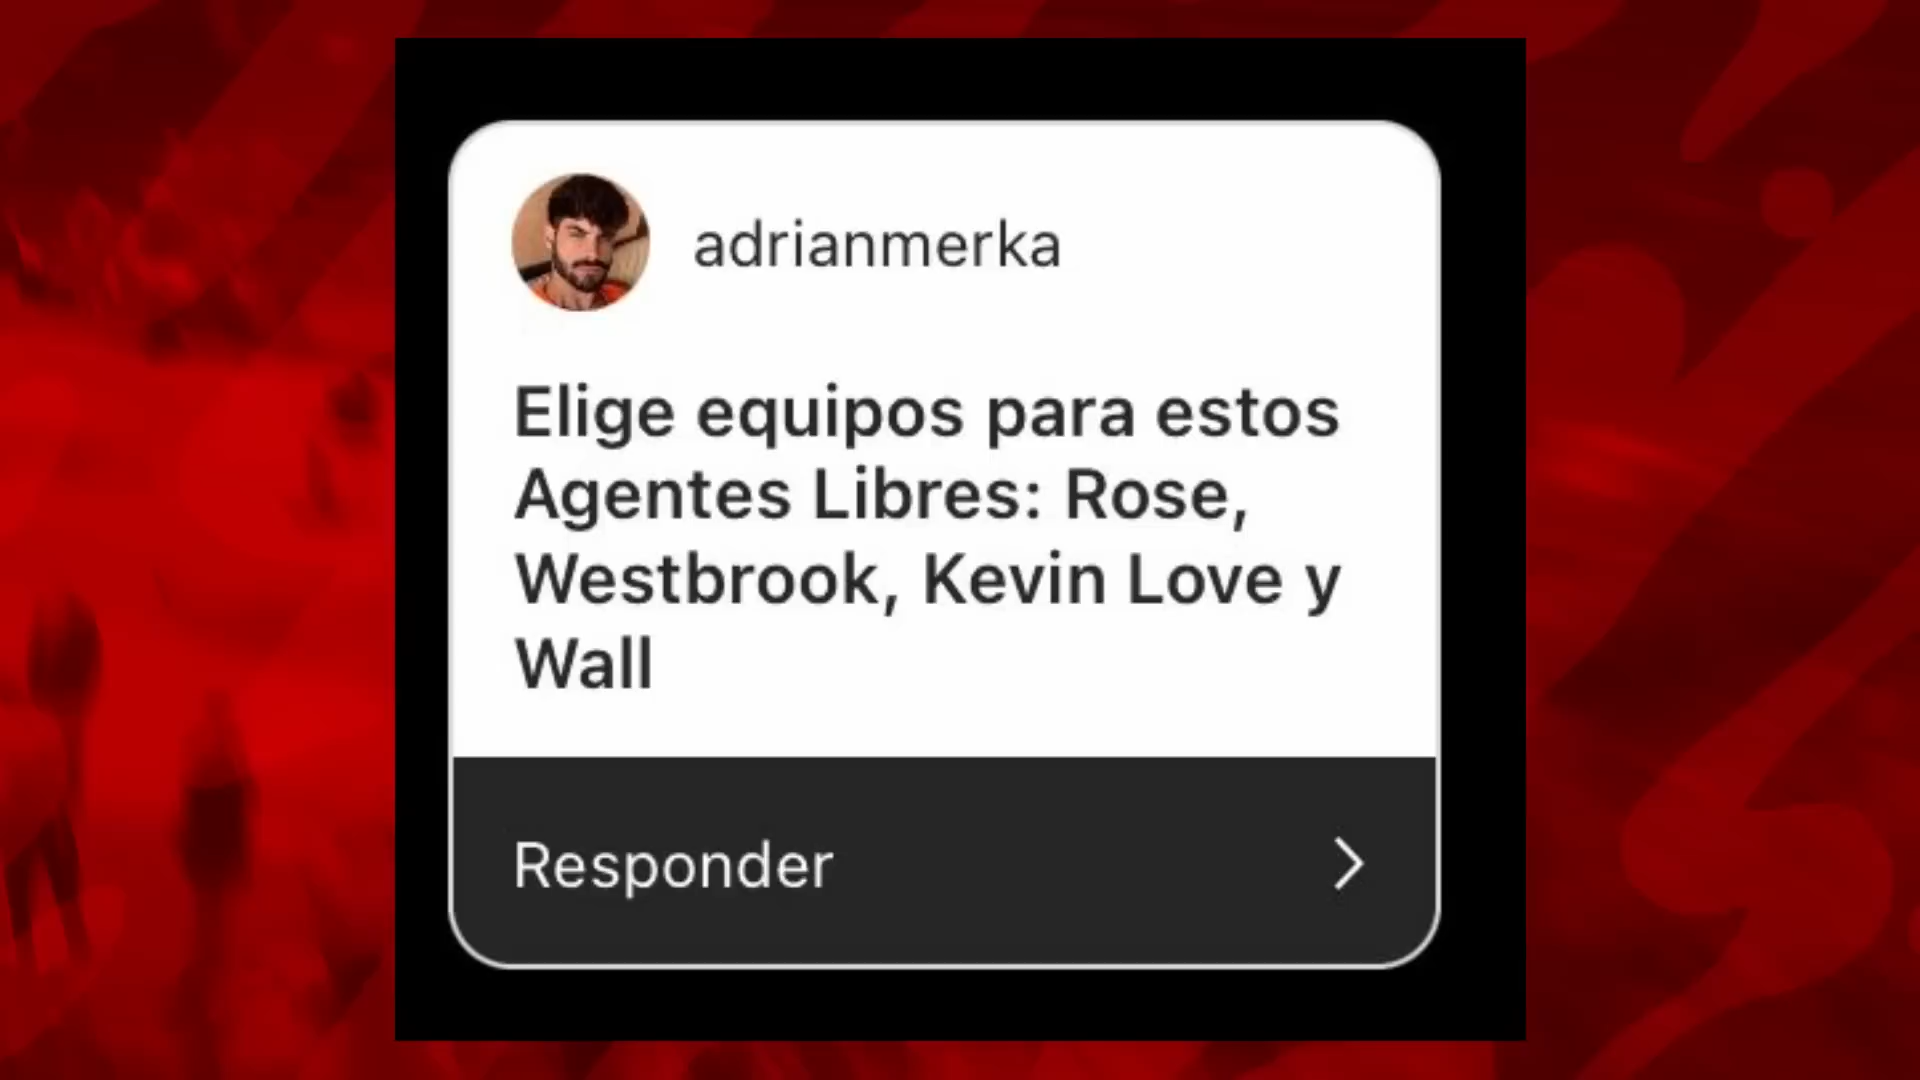 adrianmerka
Elige equipos para estos
Agentes Libres: Rose,
Westbrook, Kevin Love y
Wall
Responder